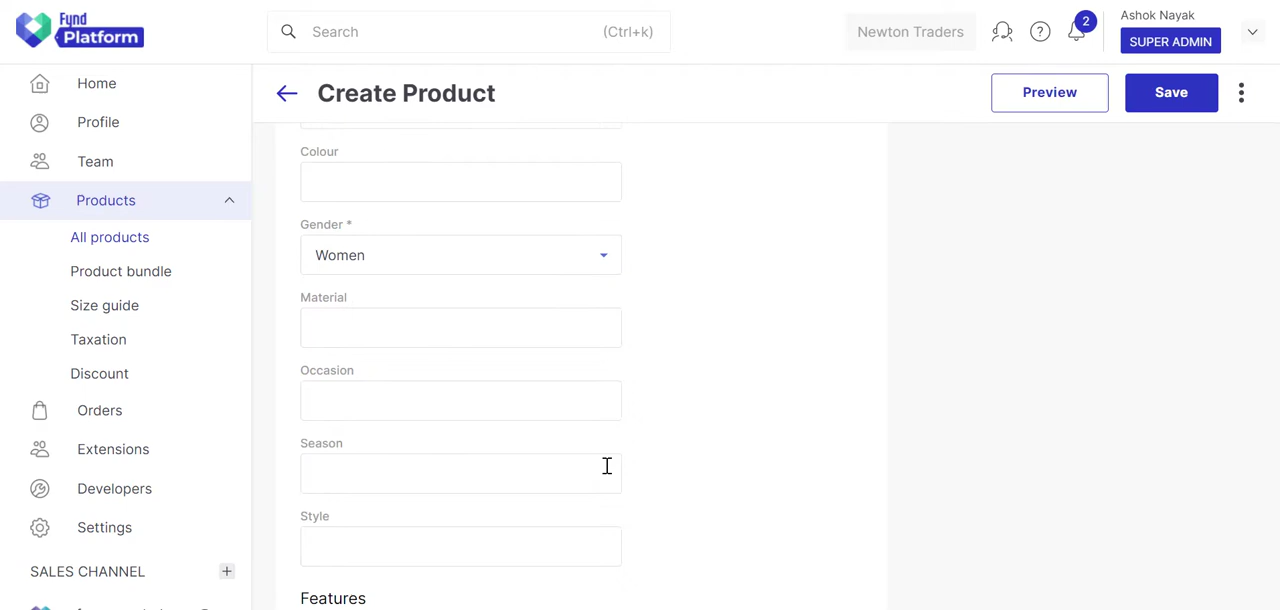 Fynd
Platform
Search
(Ctrl+k)
Newton Traders
2
Ashok Nayak
SUPER ADMIN
Home
Profile
Team
Products
All products
Product bundle
Size guide
Taxation
Discount
Orders
Extensions
Developers
Settings
SALES CHANNEL
Create Product
Preview
Save
Colour
Gender *
Women
Material
Occasion
Season
Style
Features